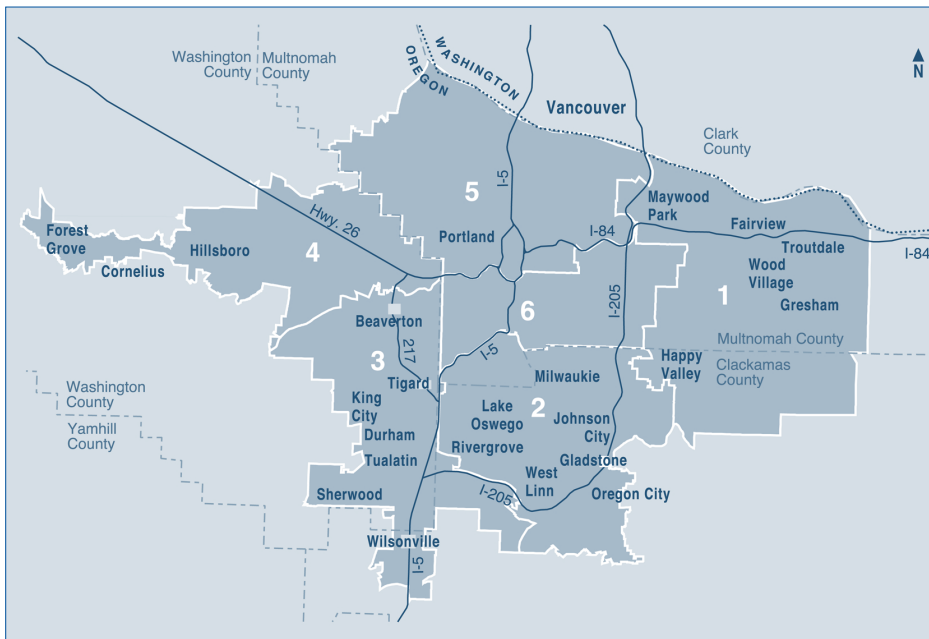 Washington
County
Multnomah
County
OREGON
WASHINGTON
N
Vancouver
Clark
County
I-5
5
Maywood
Park
Hwy. 26
Portland
I-84
Fairview
Forest
Grove
Hillsboro
4
Troutdale
I-84
Cornelius
Wood
Village
1
Gresham
I-205
6
Beaverton
Multnomah County
I-5
217
3
Happy
Valley
Clackamas
County
Washington
County
Tigard
Milwaukie
King
City
Lake
Oswego
2
Johnson
City
Yamhill
County
Durham
Rivergrove
Tualatin
Gladstone
West
Linn
Sherwood
I-205
Oregon City
Wilsonville
I-5